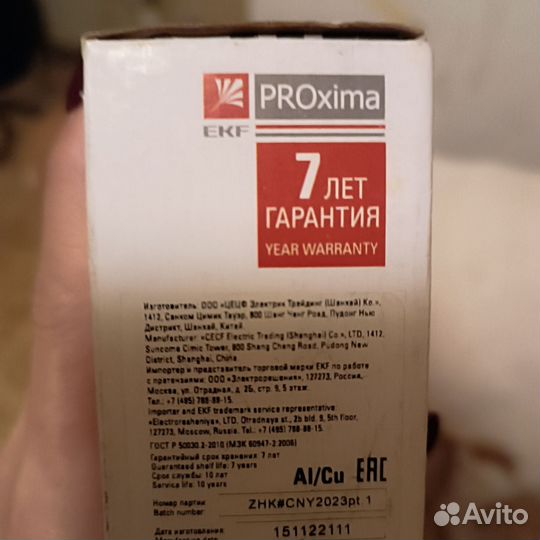 PROxima
EKF
7 ЛЕТ
ГАРАНТИЯ
YEAR WARRANTY
Изготовитель: ООО «ЦЕЦФ Электрик Трейдинг (Шанхай) Ко.»,
1412, Санком Цимик Тауэр, 800 Шанг Ченг Роад, Пудонг Нью
Дистрикт, Шанхай, Китай
Manufacturer: «CECF Electric Trading (Shanghai) Co.», LTD, 1412,
Suncome Cimic Tower, 800 Shang Cheng Road, Pudong New
District, Shanghai, China
Импортер и представитель торговой марки EKF по работе
с претензиями: ООО «Электрорешения», 127273, Россия,
Москва, ул. Отрадная, д. 2Б, стр. 9, 5 этаж.
Тел.: +7 (495) 788-88-15.
Importer and EKF trademark service representative:
«Electroresheniya», LTD, Otradnaya st., 2b bld. 9, 5th floor,
127273, Moscow, Russia. Tel.: +7 (495) 788-88-15.
ГОСТ Р 50030.2-2010 (МЭК 60947-2:2006)
Гарантийный срок хранения: 7 лет
Guaranteed shelf life: 7 years
Срок службы: 10 лет
Service life: 10 years
Al/Cu EAC
Номер партии
Batch number
ZHK#CNY2023pt.1
Дата изготовления
151122111
Avito